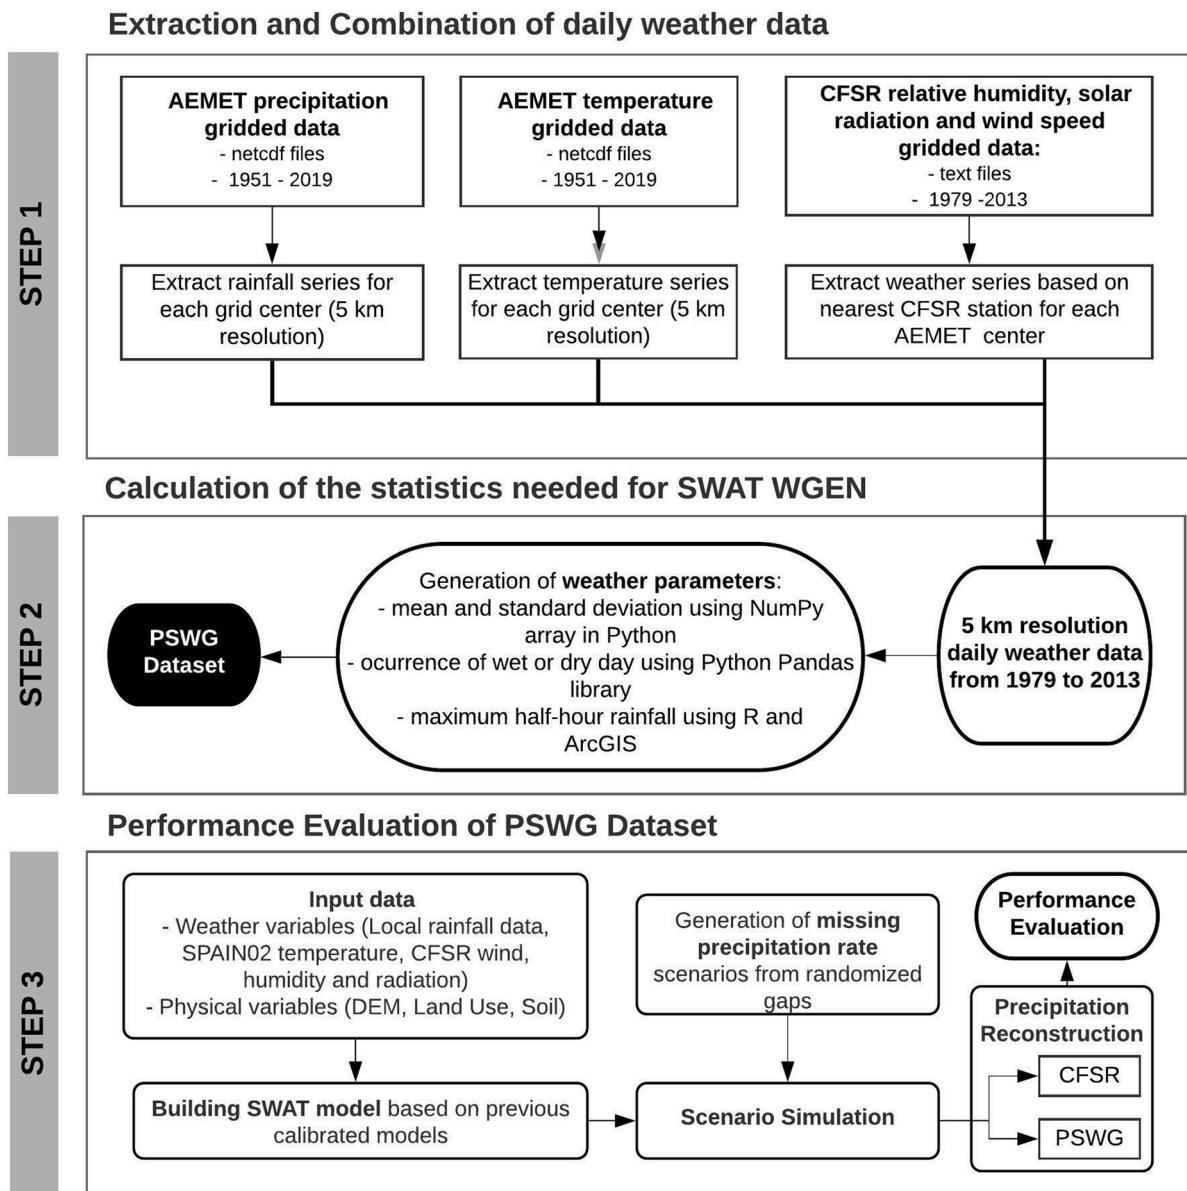 Extraction and Combination of daily weather data
STEP 1
AEMET precipitation
gridded data
- netcdf files
- 1951 - 2019
AEMET temperature
gridded data
- netcdf files
- 1951 - 2019
CFSR relative humidity, solar
radiation and wind speed
gridded data:
- text files
- 1979 -2013
Extract rainfall series for
each grid center (5 km
resolution)
Extract temperature series
for each grid center (5 km
resolution)
Extract weather series based on
nearest CFSR station for each
AEMET center
Calculation of the statistics needed for SWAT WGEN
STEP 2
PSWG
Dataset
Generation of weather parameters:
- mean and standard deviation using NumPy
array in Python
- ocurrence of wet or dry day using Python Pandas
library
- maximum half-hour rainfall using R and
ArcGIS
5 km resolution
daily weather data
from 1979 to 2013
Performance Evaluation of PSWG Dataset
STEP 3
Input data
- Weather variables (Local rainfall data,
SPAIN02 temperature, CFSR wind,
humidity and radiation)
- Physical variables (DEM, Land Use, Soil)
Building SWAT model based on previous
calibrated models
Generation of missing
precipitation rate
scenarios from randomized
gaps
Scenario Simulation
Performance
Evaluation
Precipitation
Reconstruction
CFSR
PSWG